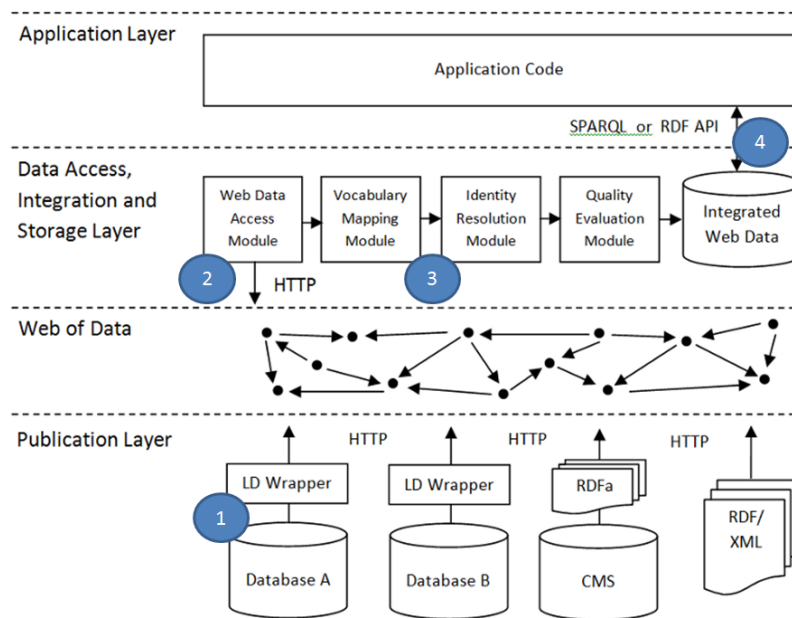 Application Layer
Application Code
SPARQL or RDF API
4
Data Access,
Integration and
Storage Layer
Web Data
Access
Module
Vocabulary
Mapping
Module
Identity
Resolution
Module
Quality
Evaluation
Module
Integrated
Web Data
2
3
HTTP
Web of Data
Publication Layer
HTTP
HTTP
HTTP
LD Wrapper
LD Wrapper
RDFa
RDF/
XML
1
Database A
Database B
CMS